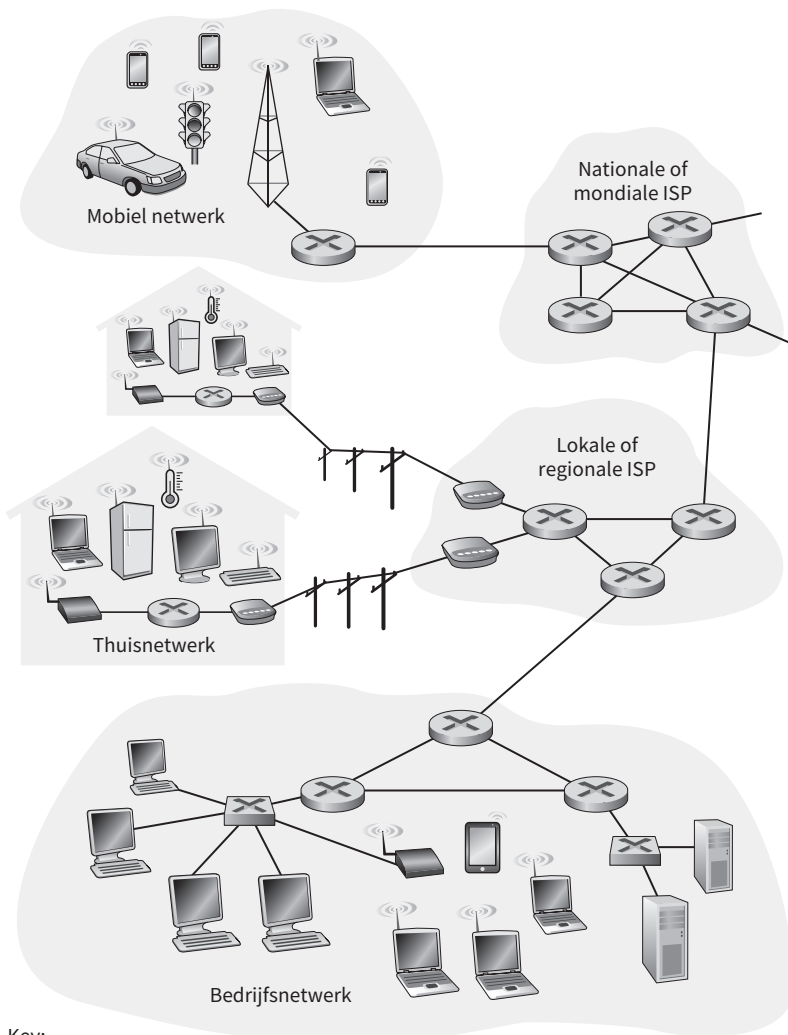 Mobiel netwerk
Nationale of
mondiale ISP
Lokale of
regionale ISP
Thuisnetwerk
Bedrijfsnetwerk
Key: